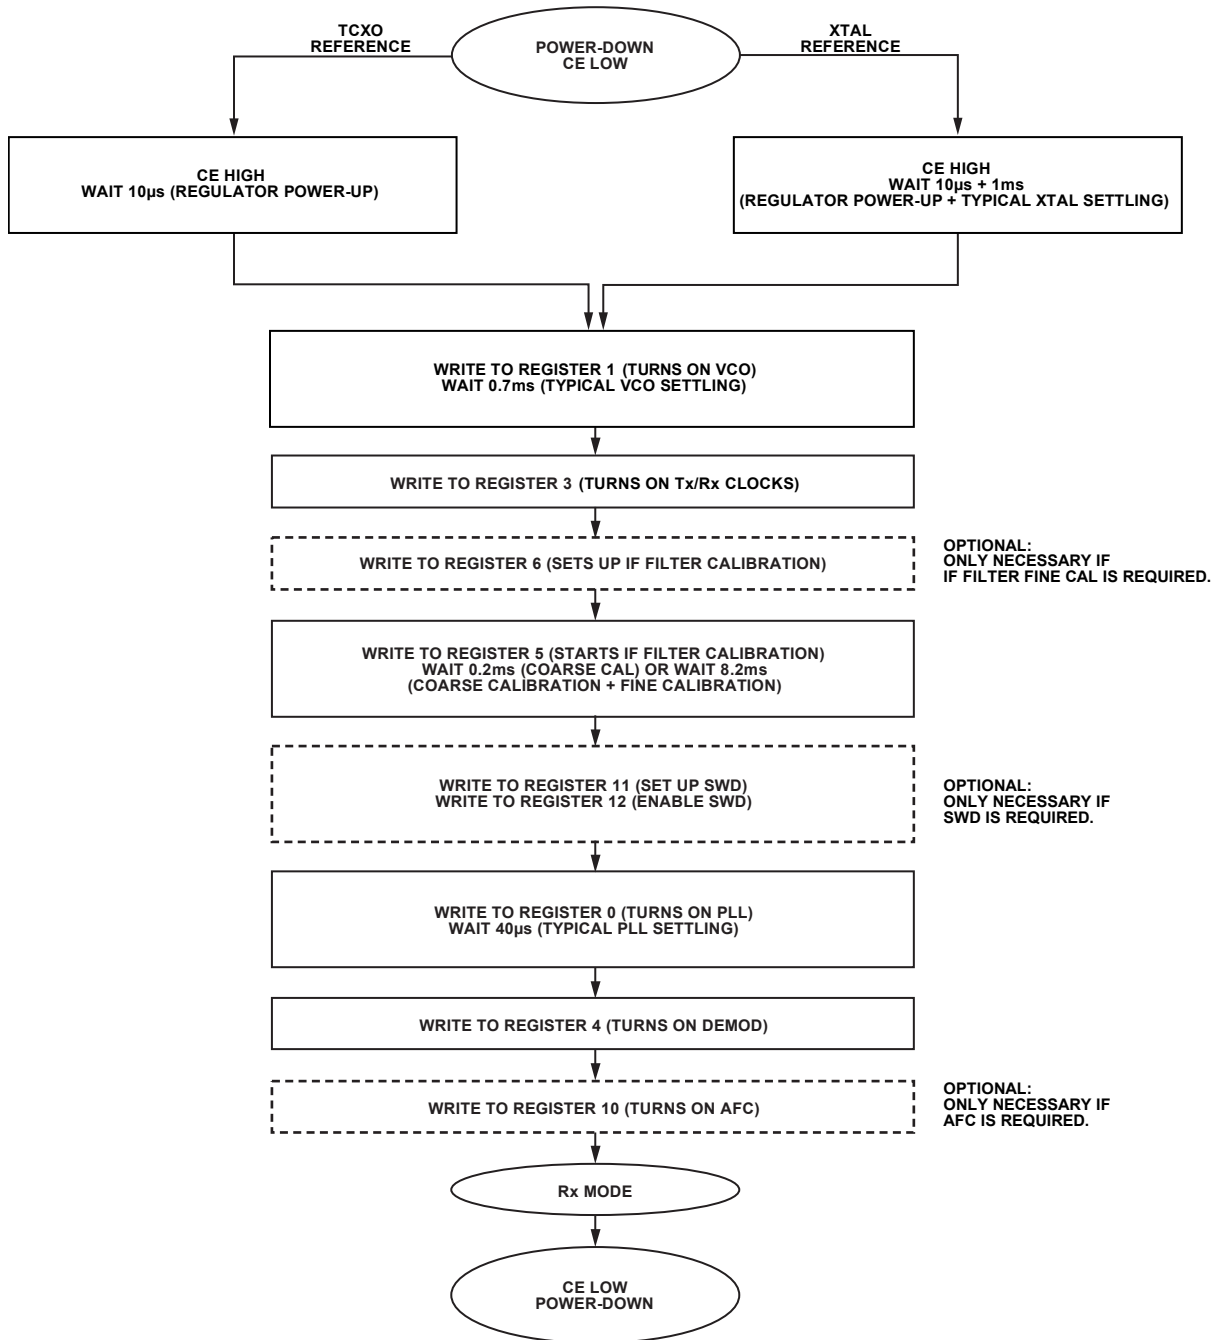 TCXO
REFERENCE
POWER-DOWN
CE LOW
XTAL
REFERENCE
CE HIGH
WAIT 10µs (REGULATOR POWER-UP)
CE HIGH
WAIT 10µs + 1ms
(REGULATOR POWER-UP + TYPICAL XTAL SETTLING)
WRITE TO REGISTER 1 (TURNS ON VCO)
WAIT 0.7ms (TYPICAL VCO SETTLING)
WRITE TO REGISTER 3 (TURNS ON Tx/Rx CLOCKS)
WRITE TO REGISTER 6 (SETS UP IF FILTER CALIBRATION)
OPTIONAL:
ONLY NECESSARY IF
IF FILTER FINE CAL IS REQUIRED.
WRITE TO REGISTER 5 (STARTS IF FILTER CALIBRATION)
WAIT 0.2ms (COARSE CAL) OR WAIT 8.2ms
(COARSE CALIBRATION + FINE CALIBRATION)
WRITE TO REGISTER 11 (SET UP SWD)
WRITE TO REGISTER 12 (ENABLE SWD)
OPTIONAL:
ONLY NECESSARY IF
SWD IS REQUIRED.
WRITE TO REGISTER 0 (TURNS ON PLL)
WAIT 40µs (TYPICAL PLL SETTLING)
WRITE TO REGISTER 4 (TURNS ON DEMOD)
WRITE TO REGISTER 10 (TURNS ON AFC)
OPTIONAL:
ONLY NECESSARY IF
AFC IS REQUIRED.
Rx MODE
CE LOW
POWER-DOWN